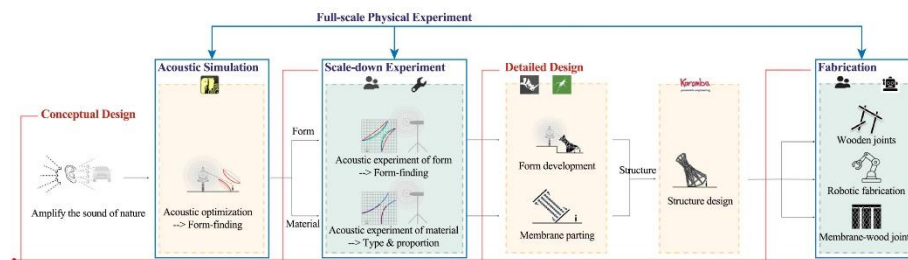 Full-scale Physical Experiment
Acoustic Simulation
Scale-down Experiment
Detailed Design
Karamba
Fabrication
Conceptual Design
Form
Wooden joints
Acoustic experiment of form
--> Form-finding
Form development
Structure
Amplify the sound of nature
Acoustic optimization
--> Form-finding
Structure design
Robotic fabrication
Material
Acoustic experiment of material
--> Type & proportion
Membrane parting
Membrane-wood joint